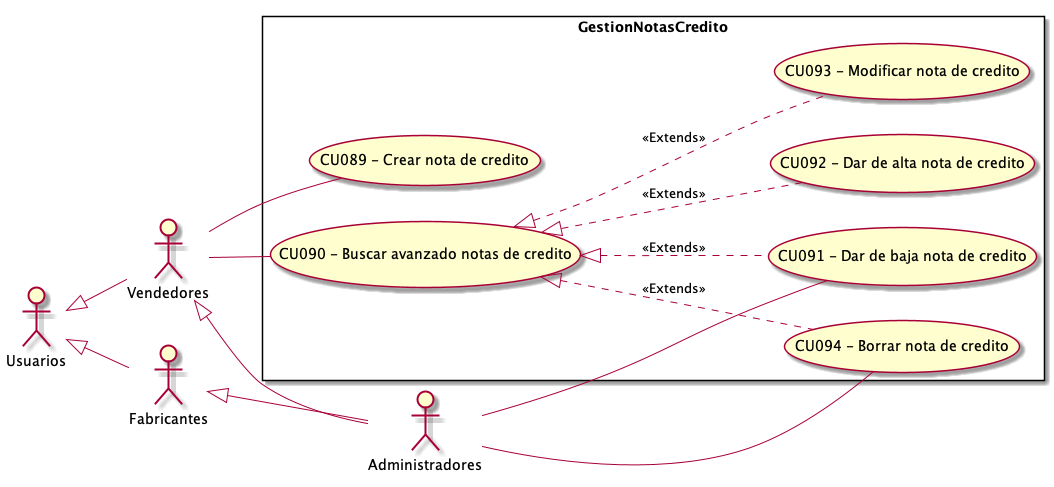 GestionNotasCredito
CU093 - Modificar nota de credito
«Extends»
CU089 - Crear nota de credito
CU092 - Dar de alta nota de credito
«Extends»
CU090 - Buscar avanzado notas de credito
«Extends»
CU091 - Dar de baja nota de credito
«Extends»
Vendedores
CU094 - Borrar nota de credito
Usuarios
Fabricantes
Administradores